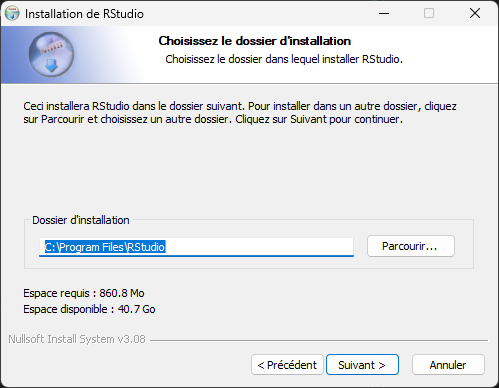 Installation de RStudio
Choisissez le dossier d'installation
Choisissez le dossier dans lequel installer RStudio.
Ceci installera RStudio dans le dossier suivant. Pour installer dans un autre dossier, cliquez
sur Parcourir et choisissez un autre dossier. Cliquez sur Suivant pour continuer.
Dossier d'installation
C:\Program Files\RStudio
Parcourir...
Espace requis : 860.8 Mo
Espace disponible : 40.7 Go
Nullsoft Install System v3.08
< Précédent
Suivant >
Annuler